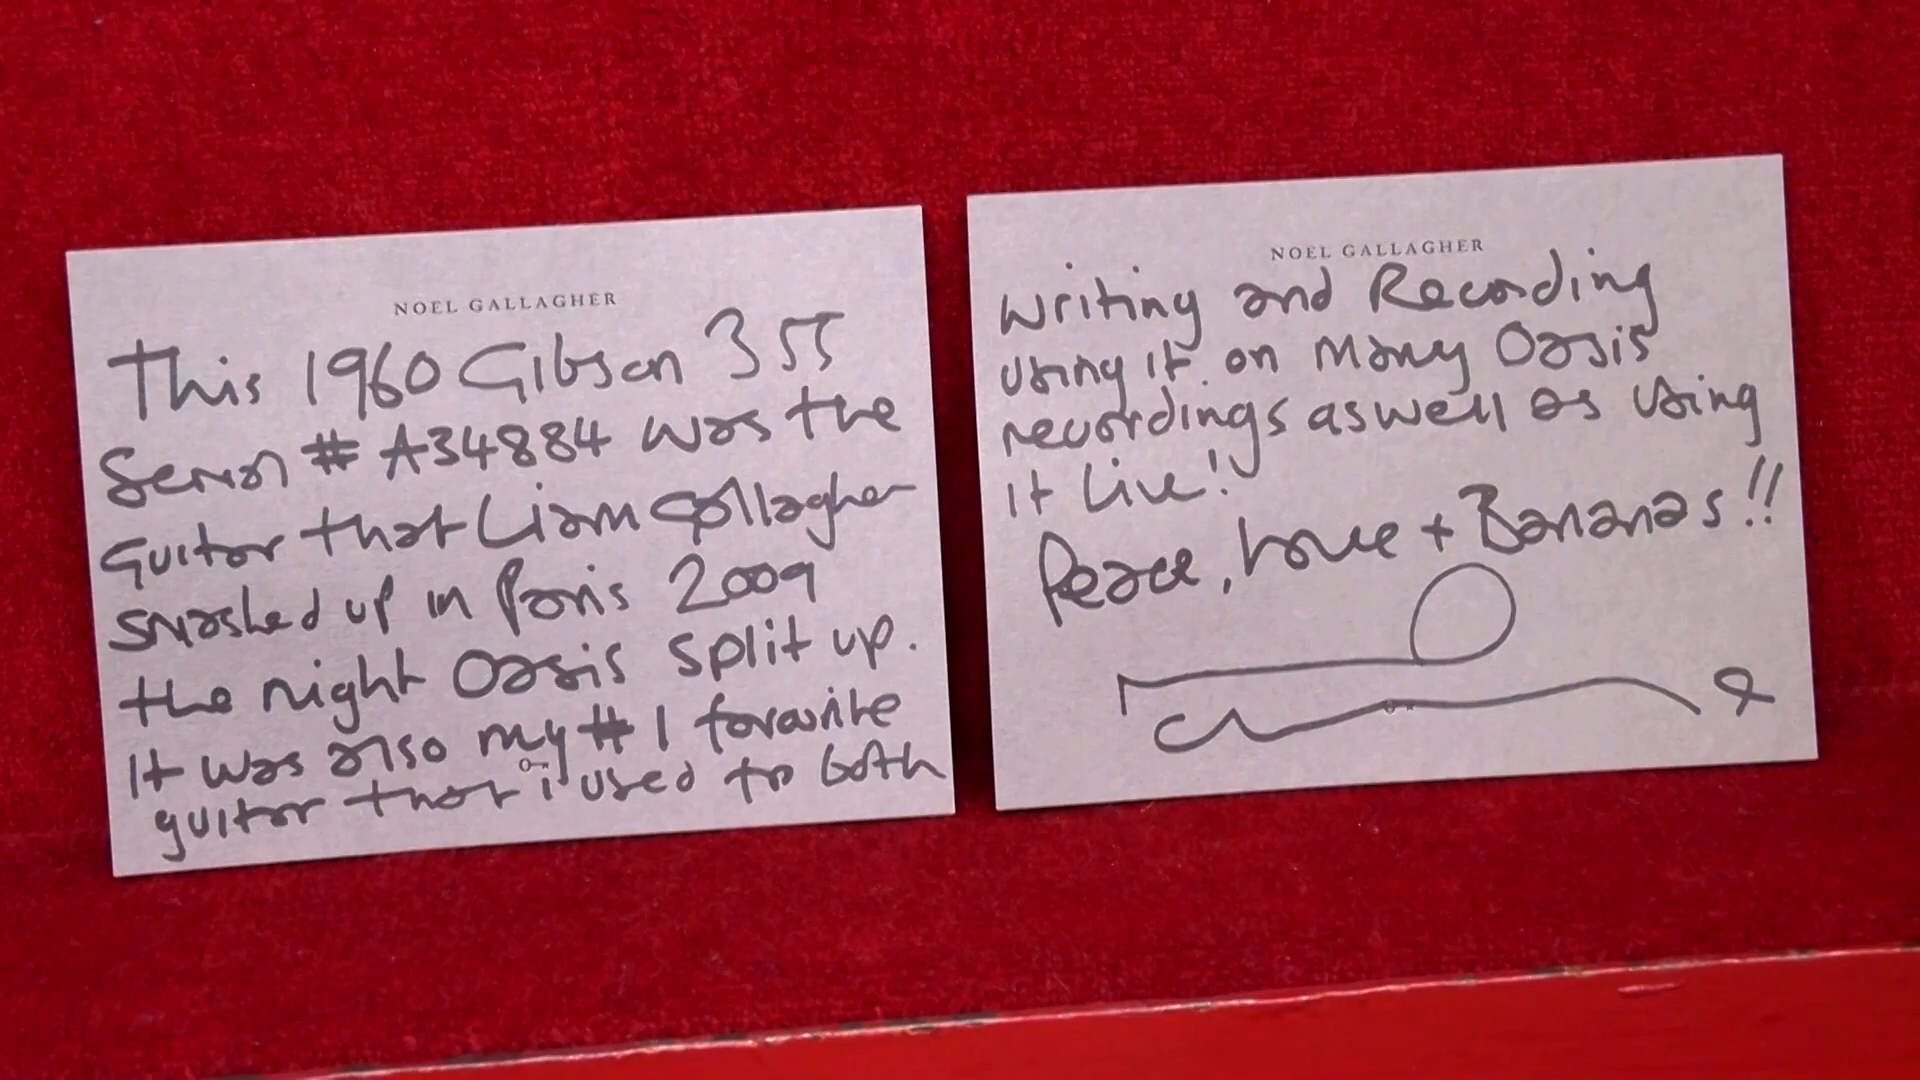 NOEL GALLAGHER
This 1960 Gibson 355
Serial # A34884 was the
guitar that Liam Gallagher
smashed up in Paris 2009
the night Oasis split up.
It was also my #1 favourite
guitar that i used to both
NOEL GALLAGHER
writing and Recording
using it on many Oasis
recordings aswell as using
it live!
Peace, Love + Bananas!!